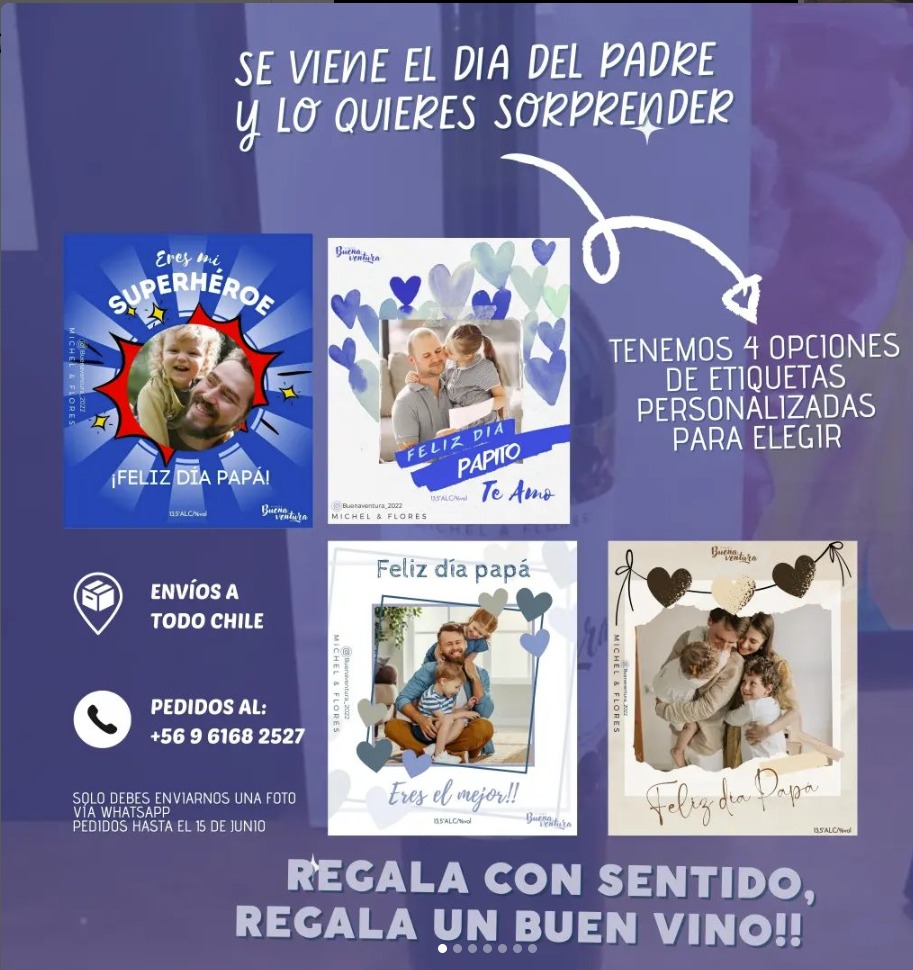 SE VIENE EL DIA DEL PADRE
Y LO QUIERES SORPRENDER
TENEMOS 4 OPCIONES
DE ETIQUETAS
PERSONALIZADAS
PARA ELEGIR
Eres mi
SUPERHÉROE
MICHEL & FLORES
@Buenaventura_2022
¡FELIZ DÍA PAPÁ!
13,5°ALC/%vol
Buena
ventura
Buena
ventura
FELIZ DIA
PAPITO
Te Amo
13,5°ALC/%vol
Buenaventura_2022
MICHEL & FLORES
ENVÍOS A
TODO CHILE
PEDIDOS AL:
+56 9 6168 2527
SOLO DEBES ENVIARNOS UNA FOTO
VÍA WHATSAPP
PEDIDOS HASTA EL 15 DE JUNIO
Feliz día papá
MICHEL & FLORES
Buenaventura_2022
Eres el mejor!!
13,5°ALC/%vol
Buena
ventura
Buena
ventura
MICHEL & FLORES
Buenaventura_2022
Feliz día Papá
13,5°ALC/%vol
REGALA CON SENTIDO,
REGALA UN BUEN VINO!!